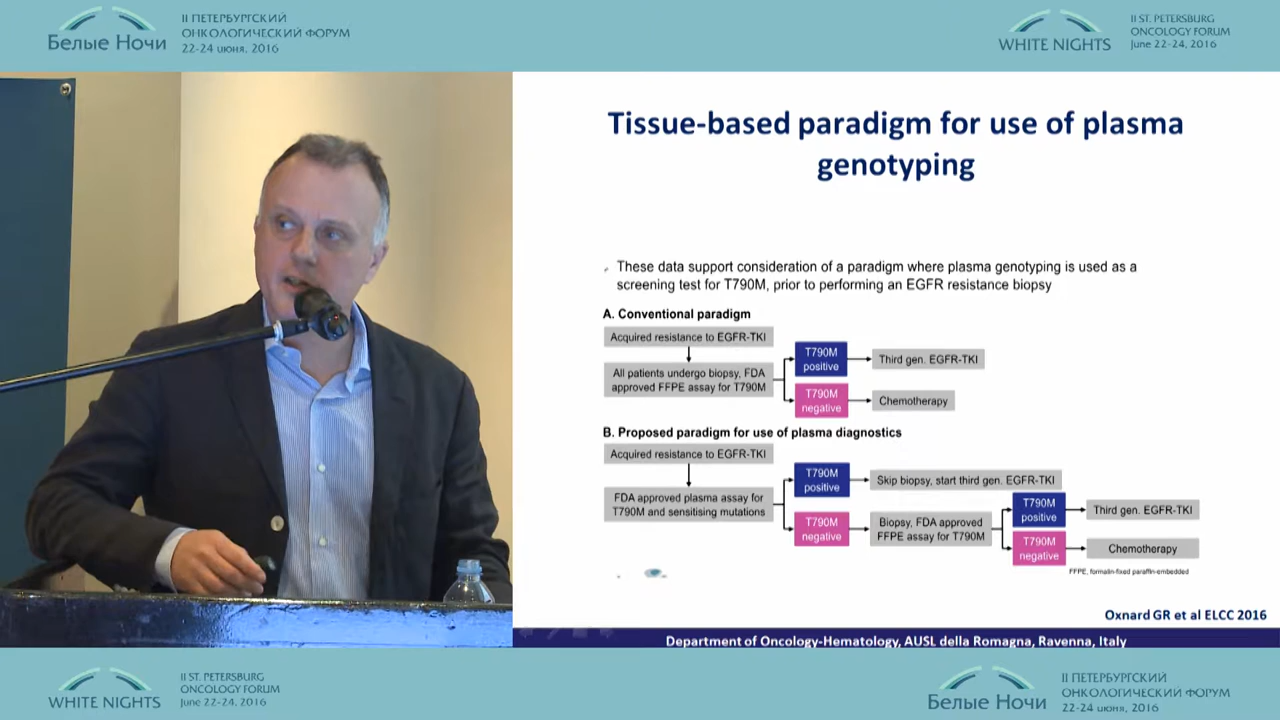 Белые Ночи
II ПЕТЕРБУРГСКИЙ
ОНКОЛОГИЧЕСКИЙ ФОРУМ
22-24 июня, 2016
WHITE NIGHTS
II ST. PETERSBURG
ONCOLOGY FORUM
June 22-24, 2016
Tissue-based paradigm for use of plasma
genotyping
These data support consideration of a paradigm where plasma genotyping is used as a
screening test for T790M, prior to performing an EGFR resistance biopsy
A. Conventional paradigm
Acquired resistance to EGFR-TKI
All patients undergo biopsy, FDA
approved FFPE assay for T790M
T790M
positive
Third gen. EGFR-TKI
T790M
negative
Chemotherapy
B. Proposed paradigm for use of plasma diagnostics
Acquired resistance to EGFR-TKI
FDA approved plasma assay for
T790M and sensitising mutations
T790M
positive
Skip biopsy, start third gen. EGFR-TKI
T790M
negative
Biopsy, FDA approved
FFPE assay for T790M
T790M
positive
Third gen. EGFR-TKI
T790M
negative
Chemotherapy
FFPE, formalin-fixed paraffin-embedded
Oxnard GR et al ELCC 2016
Department of Oncology-Hematology, AUSL della Romagna, Ravenna, Italy
WHITE NIGHTS
II ST. PETERSBURG
ONCOLOGY FORUM
June 22-24, 2016
Белые Ночи
II ПЕТЕРБУРГСКИЙ
ОНКОЛОГИЧЕСКИЙ ФОРУМ
22-24 июня, 2016